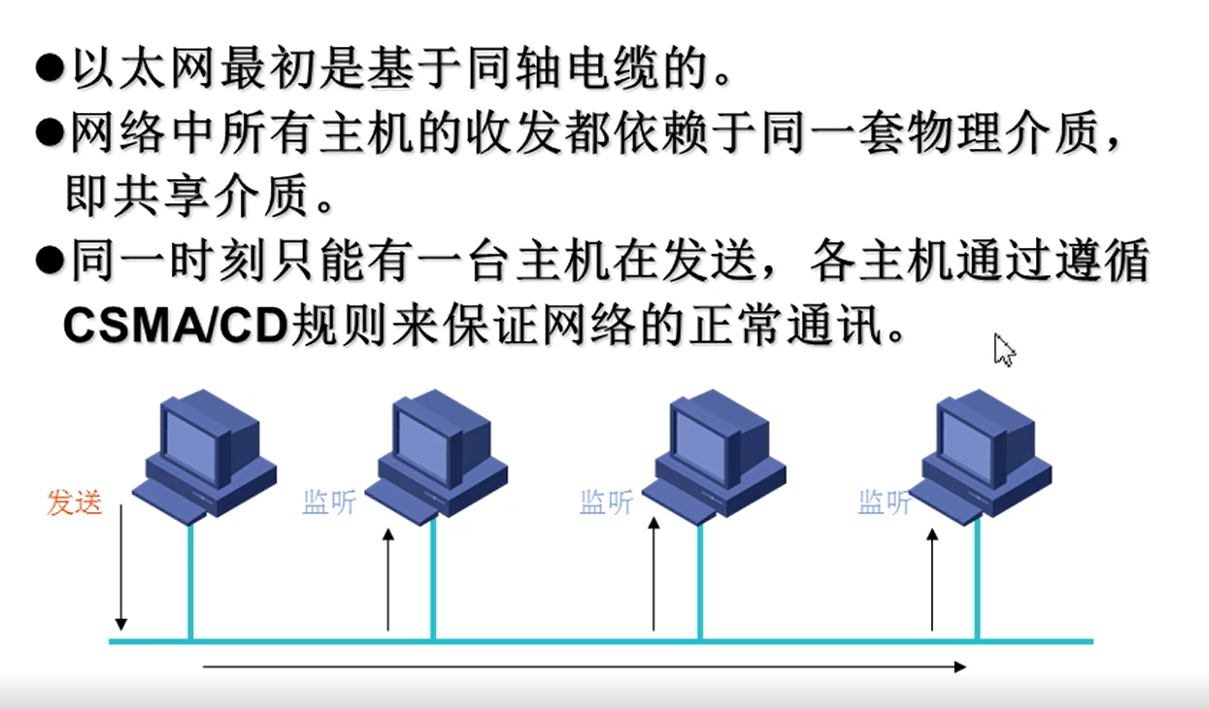 ●以太网最初是基于同轴电缆的。
●网络中所有主机的收发都依赖于同一套物理介质，
即共享介质。
●同一时刻只能有一台主机在发送，各主机通过遵循
CSMA/CD规则来保证网络的正常通讯。
发送 监听 监听 监听